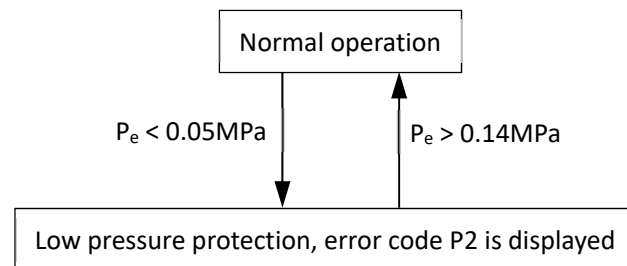 Normal operation
Pₑ < 0.05MPa
Pₑ > 0.14MPa
Low pressure protection, error code P2 is displayed